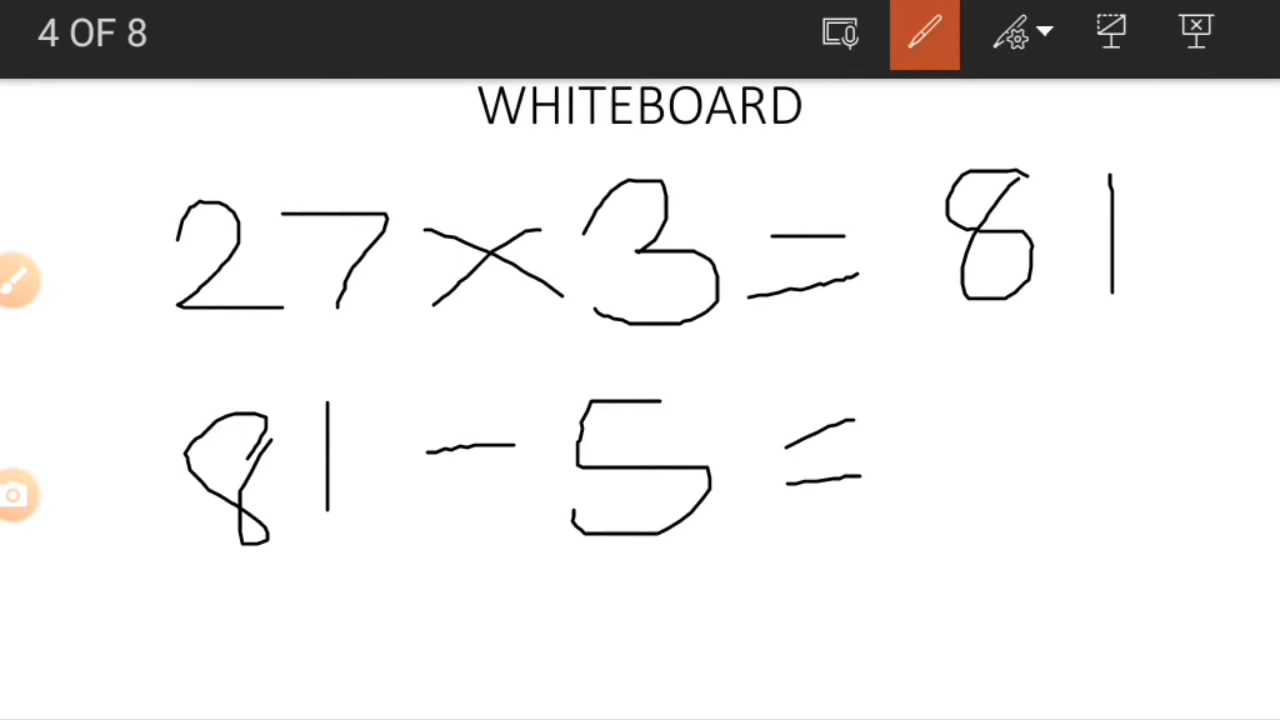 4 OF 8
WHITEBOARD
27 × 3 = 81
81 - 5 =